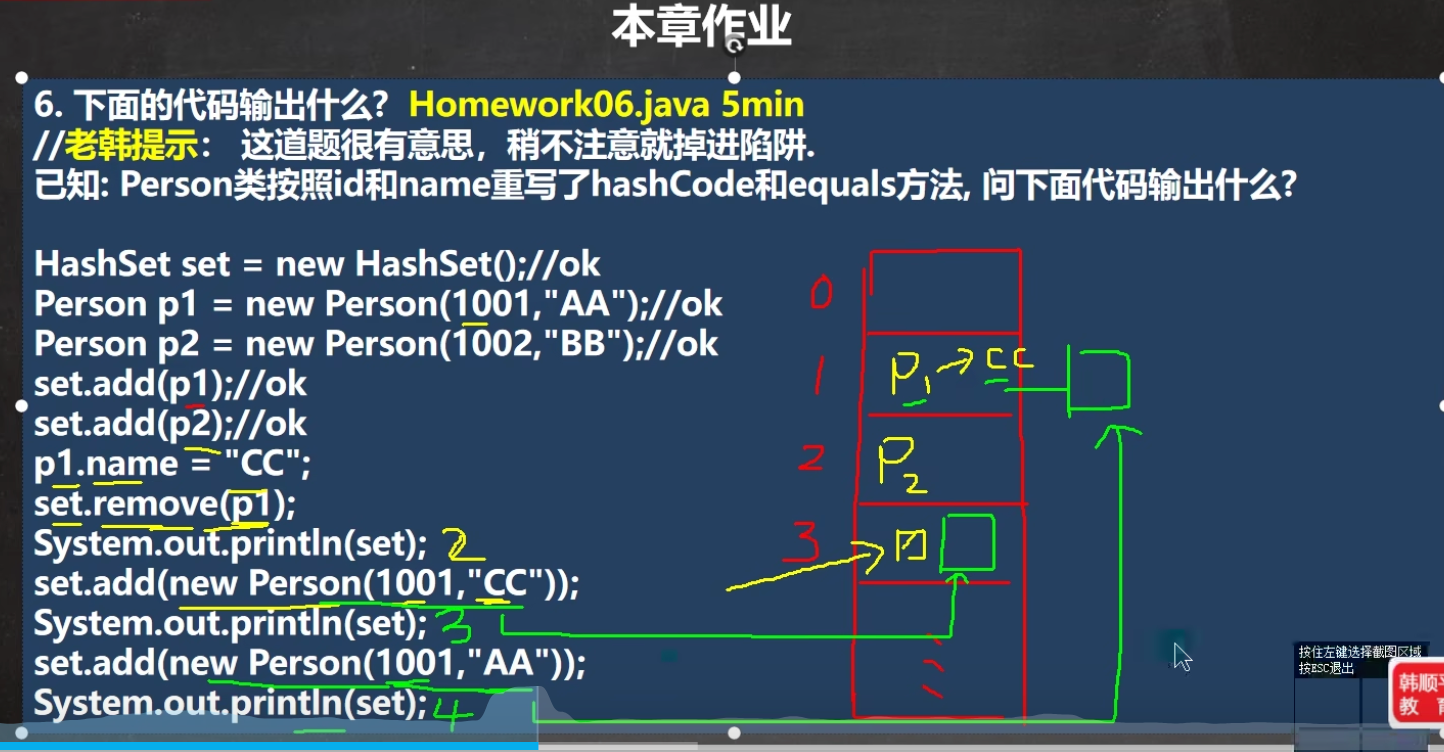 本章作业
6. 下面的代码输出什么? Homework06.java 5min
//老韩提示： 这道题很有意思，稍不注意就掉进陷阱.
已知: Person类按照id和name重写了hashCode和equals方法, 问下面代码输出什么?
HashSet set = new HashSet();//ok
Person p1 = new Person(1001,"AA");//ok
Person p2 = new Person(1002,"BB");//ok
set.add(p1);//ok
set.add(p2);//ok
p1.name = "CC";
set.remove(p1);
System.out.println(set); 2
set.add(new Person(1001,"CC"));
System.out.println(set); 3
set.add(new Person(1001,"AA"));
System.out.println(set); 4
0
1 P1 → CC
2 P2
3
按住左键选择截图区域
按ESC退出
韩顺平
教育